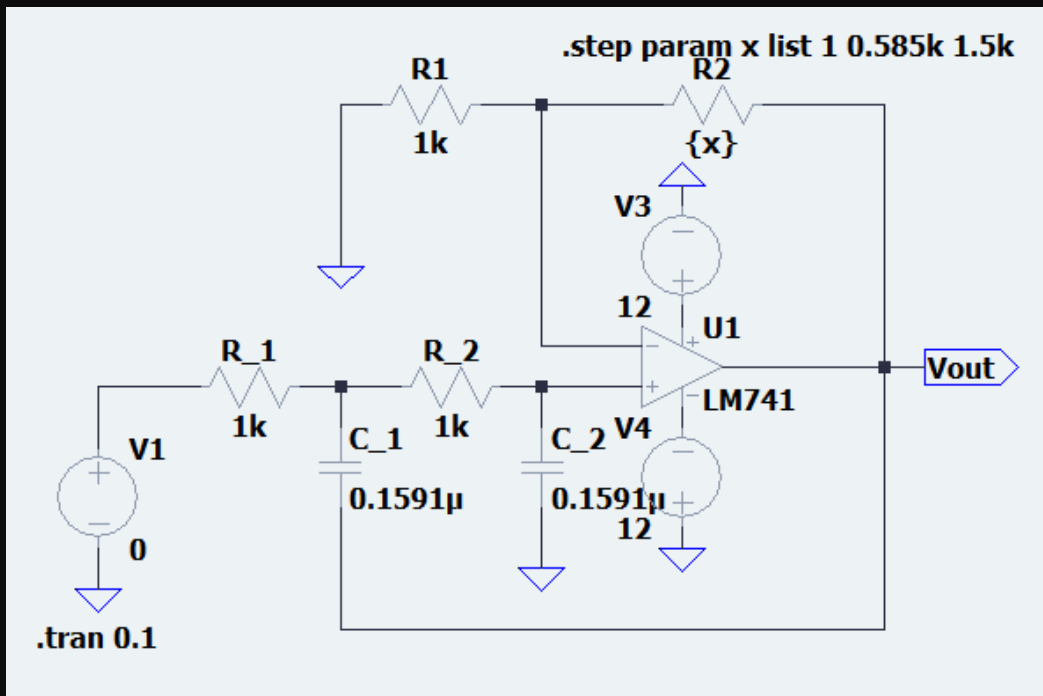 .step param x list 1 0.585k 1.5k
R1
R2
1k
{x}
V3
12
U1
R_1
R_2
Vout
LM741
1k
1k
V4
V1
C_1
C_2
0.1591µ
0.1591µ
12
0
.tran 0.1